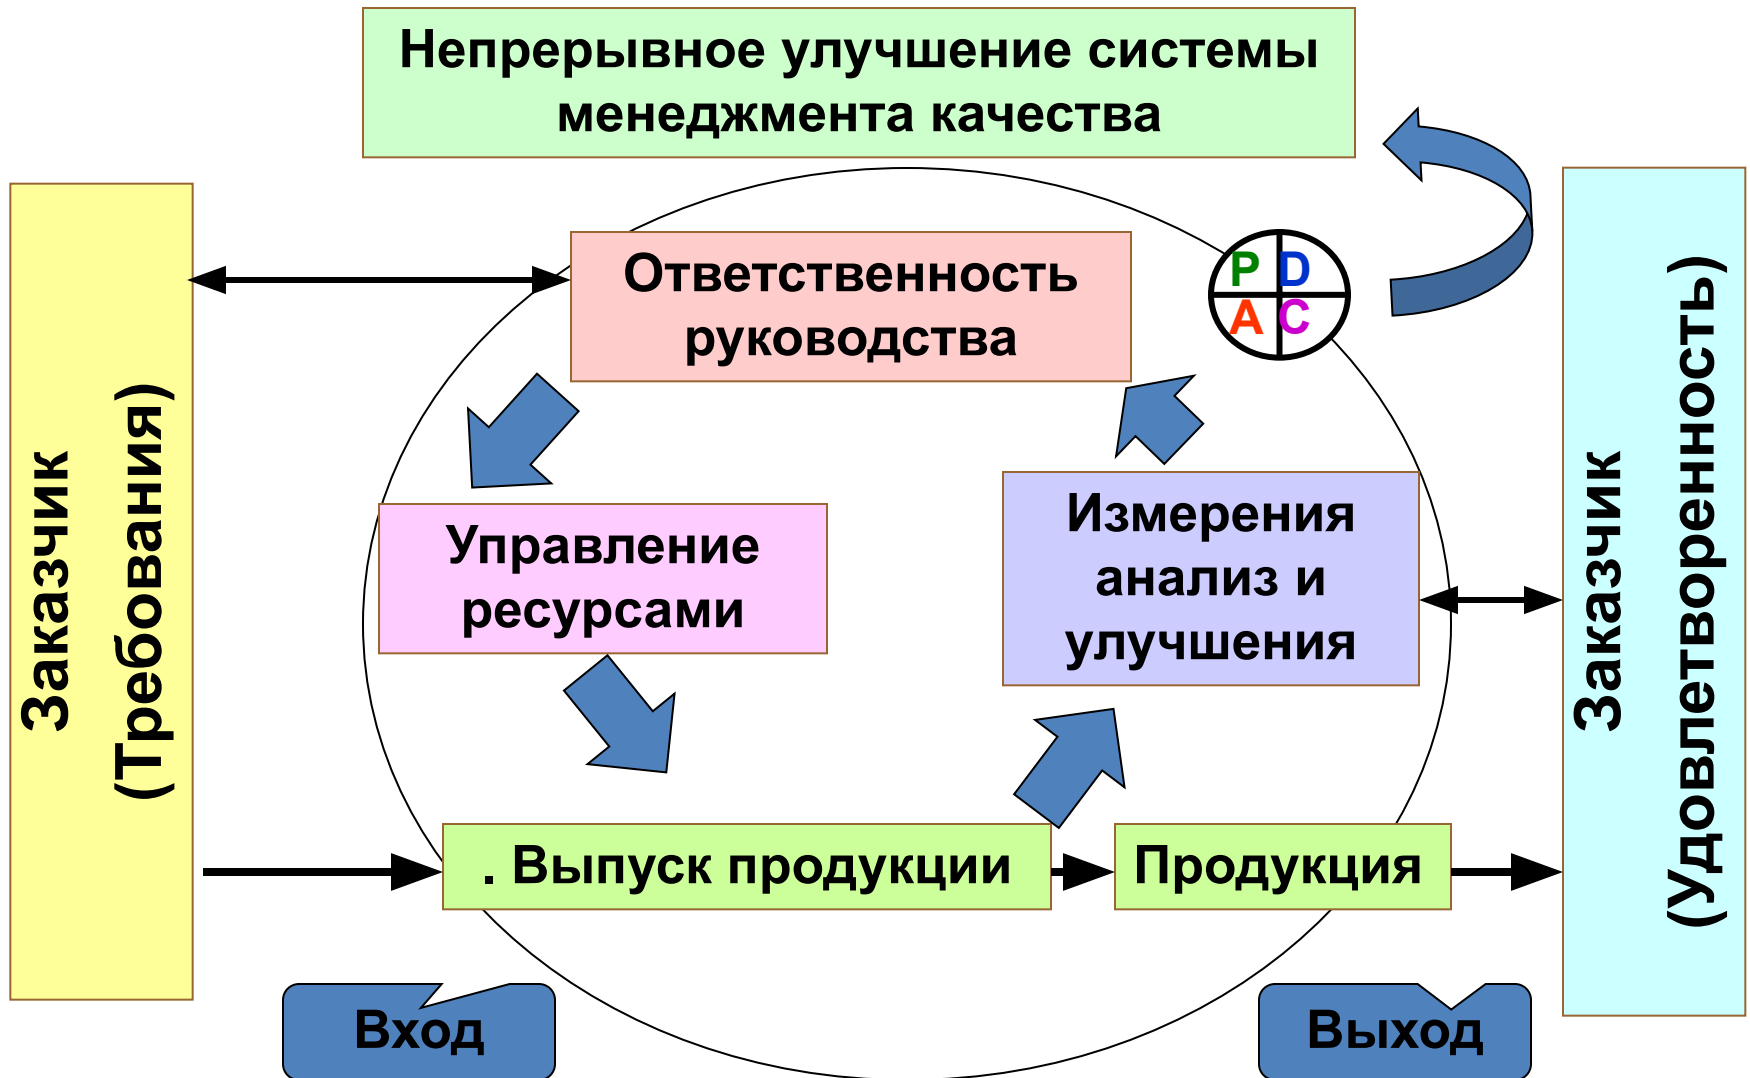 Непрерывное улучшение системы
менеджмента качества
Заказчик
(Требования)
Ответственность
руководства
P D
A C
Заказчик
(Удовлетворенность)
Управление
ресурсами
Измерения
анализ и
улучшения
. Выпуск продукции
Продукция
Вход
Выход